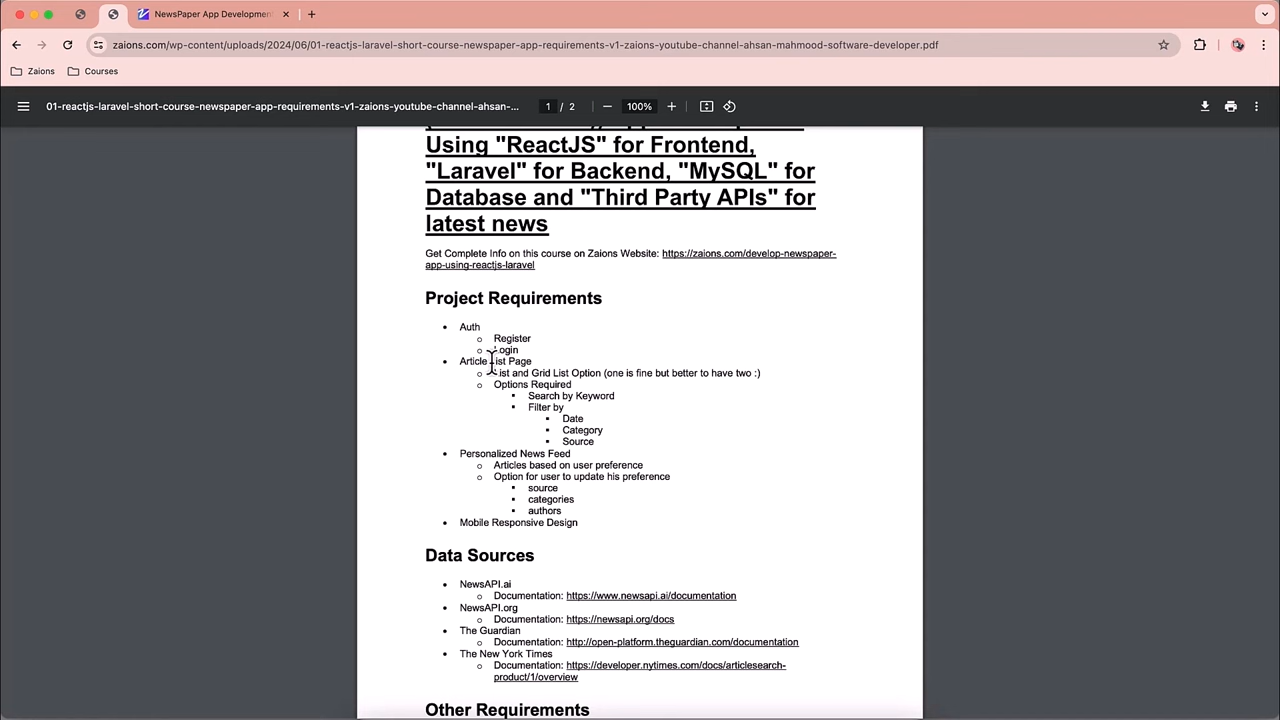 NewsPaper App Developmen
zaions.com/wp-content/uploads/2024/06/01-reactjs-laravel-short-course-newspaper-app-requirements-v1-zaions-youtube-channel-ahsan-mahmood-software-developer.pdf
Zaions
Courses
01-reactjs-laravel-short-course-newspaper-app-requirements-v1-zaions-youtube-channel-ahsan-...
1 / 2
100%
Using "ReactJS" for Frontend,
"Laravel" for Backend, "MySQL" for
Database and "Third Party APIs" for
latest news
Get Complete Info on this course on Zaions Website: https://zaions.com/develop-newspaper-
app-using-reactjs-laravel
Project Requirements
Auth
Register
Login
Article List Page
List and Grid List Option (one is fine but better to have two :)
Options Required
Search by Keyword
Filter by
Date
Category
Source
Personalized News Feed
Articles based on user preference
Option for user to update his preference
source
categories
authors
Mobile Responsive Design
Data Sources
NewsAPI.ai
Documentation: https://www.newsapi.ai/documentation
NewsAPI.org
Documentation: https://newsapi.org/docs
The Guardian
Documentation: http://open-platform.theguardian.com/documentation
The New York Times
Documentation: https://developer.nytimes.com/docs/articlesearch-
product/1/overview
Other Requirements